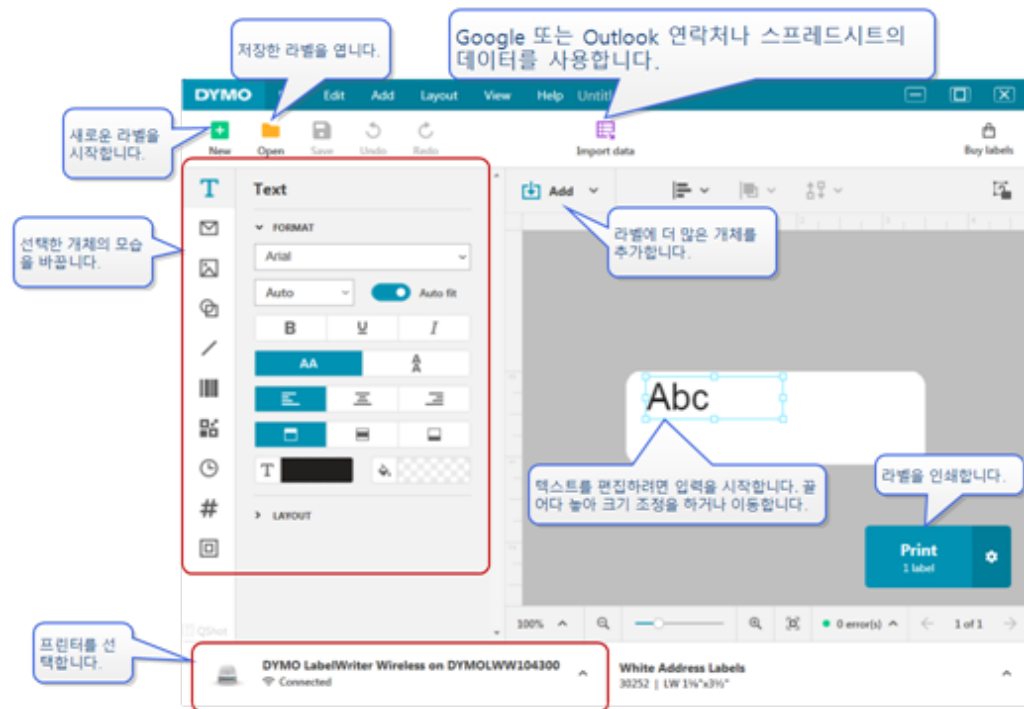 저장한 라벨을 엽니다.
Google 또는 Outlook 연락처나 스프레드시트의
데이터를 사용합니다.
DYMO Edit Add Layout View Help
새로운 라벨을
시작합니다.
New Open Save Undo Redo Import data Buy labels
선택한 개체의 모습
을 바꿉니다.
T Text
Add
FORMAT
라벨에 더 많은 개체를
추가합니다.
Arial
Auto Auto fit
B U I
AA A
A
T
#
LAYOUT
Abc
텍스트를 편집하려면 입력을 시작합니다. 끌
어다 놓아 크기 조정을 하거나 이동합니다.
라벨을 인쇄합니다.
Print
1 label
QShot
100% 0 error(s) 1 of 1
프린터를 선
택합니다.
DYMO LabelWriter Wireless on DYMOLWW104300
Connected
White Address Labels
30252 | LW 1⅛"x3½"